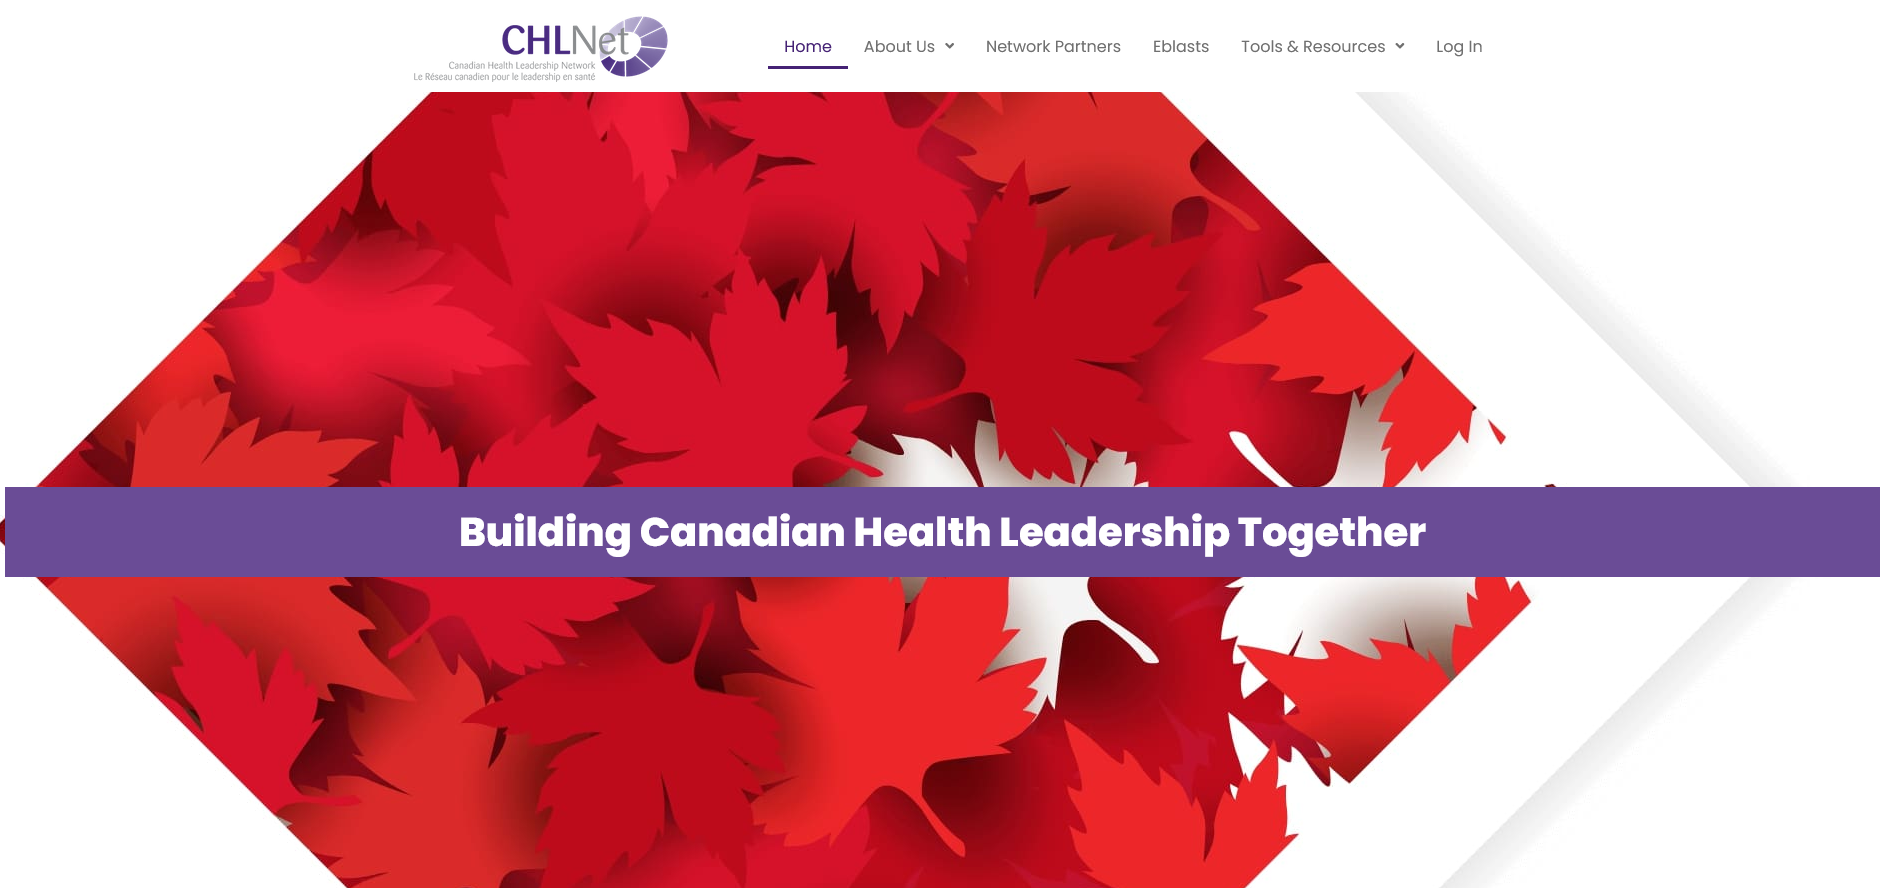 CHLNet
Canadian Health Leadership Network
Le Réseau canadien pour le leadership en santé
Home About Us Network Partners Eblasts Tools & Resources Log In
Building Canadian Health Leadership Together